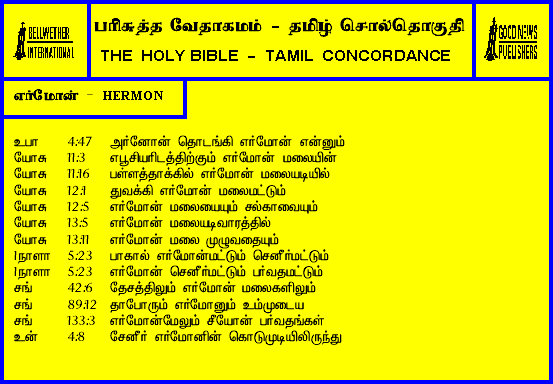 BELLWETHER
INTERNATIONAL
பரிசுத்த வேதாகமம் - தமிழ் சொல்தொகுதி
THE HOLY BIBLE - TAMIL CONCORDANCE
GOOD NEWS
PUBLISHERS
எர்மோன் - HERMON
உபா 4:47 அர்னோன் தொடங்கி எர்மோன் என்னும்
யோசு 11:3 எபூசியரிடத்திற்கும் எர்மோன் மலையின்
யோசு 11:16 பள்ளத்தாக்கில் எர்மோன் மலையடியில்
யோசு 12:1 துவக்கி எர்மோன் மலைமட்டும்
யோசு 12:5 எர்மோன் மலையையும் சல்காவையும்
யோசு 13:5 எர்மோன் மலையடிவாரத்தில்
யோசு 13:11 எர்மோன் மலை முழுவதையும்
1நாளா 5:23 பாகால் எர்மோன்மட்டும் செனீர்மட்டும்
1நாளா 5:23 எர்மோன் செனீர்மட்டும் பர்வதமட்டும்
சங் 42:6 தேசத்திலும் எர்மோன் மலைகளிலும்
சங் 89:12 தாபோரும் எர்மோனும் உம்முடைய
சங் 133:3 எர்மோன்மேலும் சீயோன் பர்வதங்கள்
உன் 4:8 சேனீர் எர்மோனின் கொடுமுடியிலிருந்து